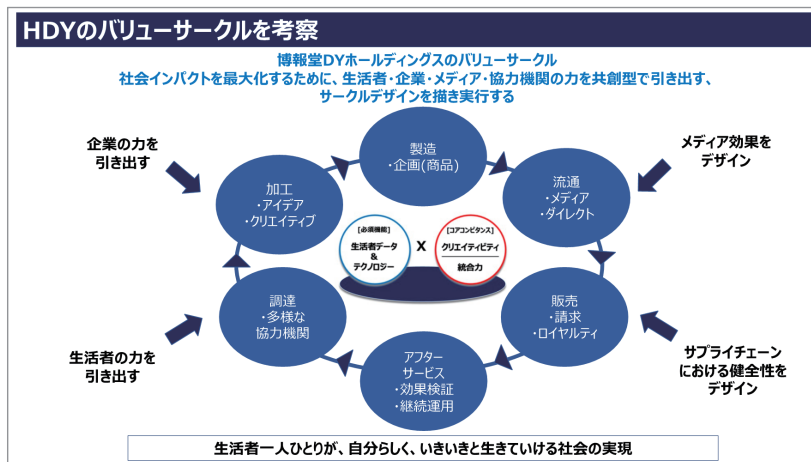 HDYのバリューサークルを考察
博報堂DYホールディングスのバリューサークル
社会インパクトを最大化するために、生活者・企業・メディア・協力機関の力を共創型で引き出す、
サークルデザインを描き実行する
企業の力を
引き出す
製造
・企画(商品)
メディア効果を
デザイン
加工
・アイデア
・クリエイティブ
流通
・メディア
・ダイレクト
[必須機能]
生活者データ
&
テクノロジー
X
[コアコンピタンス]
クリエイティビティ
統合力
調達
・多様な
協力機関
販売
・請求
・ロイヤルティ
生活者の力を
引き出す
アフター
サービス
・効果検証
・継続運用
サプライチェーン
における健全性を
デザイン
生活者一人ひとりが、自分らしく、いきいきと生きていける社会の実現